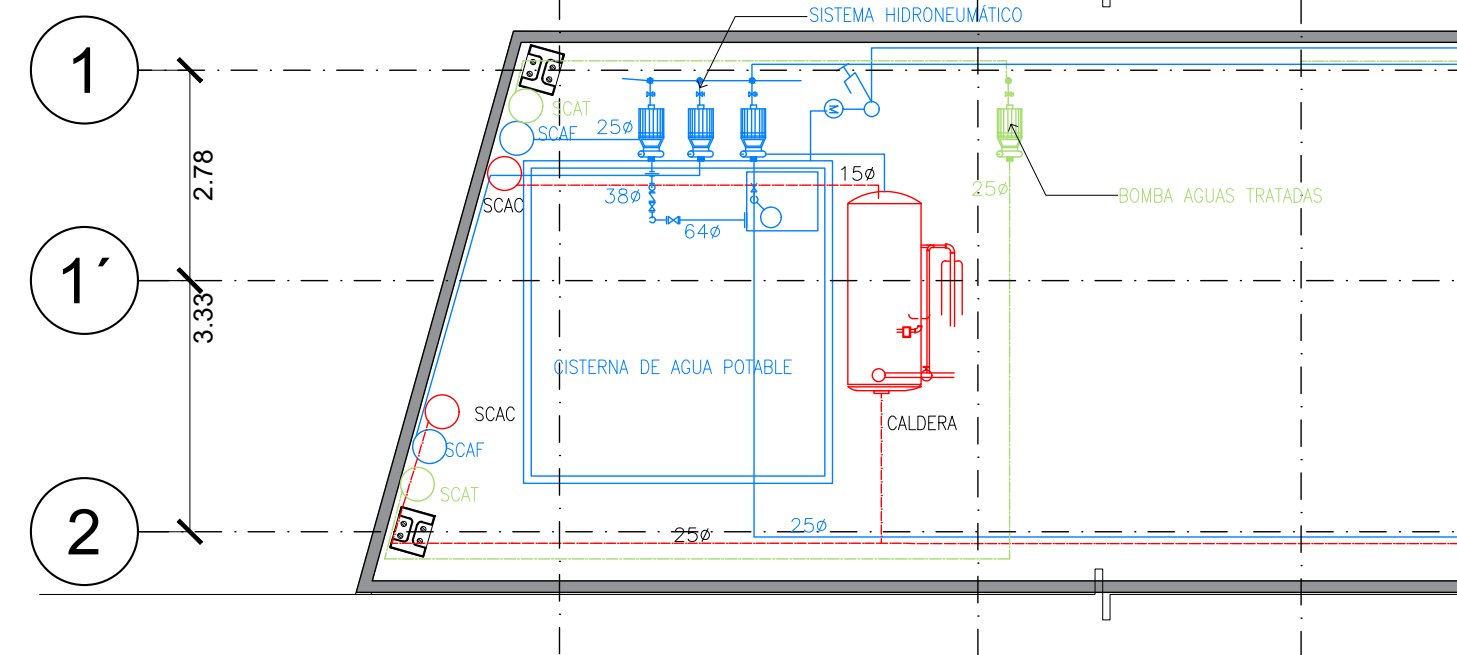 SISTEMA HIDRONEUMÁTICO
1
SCAT
SCAF
25ø
M
2.78
15ø
38ø
25ø
BOMBA AGUAS TRATADAS
SCAC
64ø
1´
3.33
CISTERNA DE AGUA POTABLE
SCAC
CALDERA
SCAF
SCAT
2
25ø
25ø